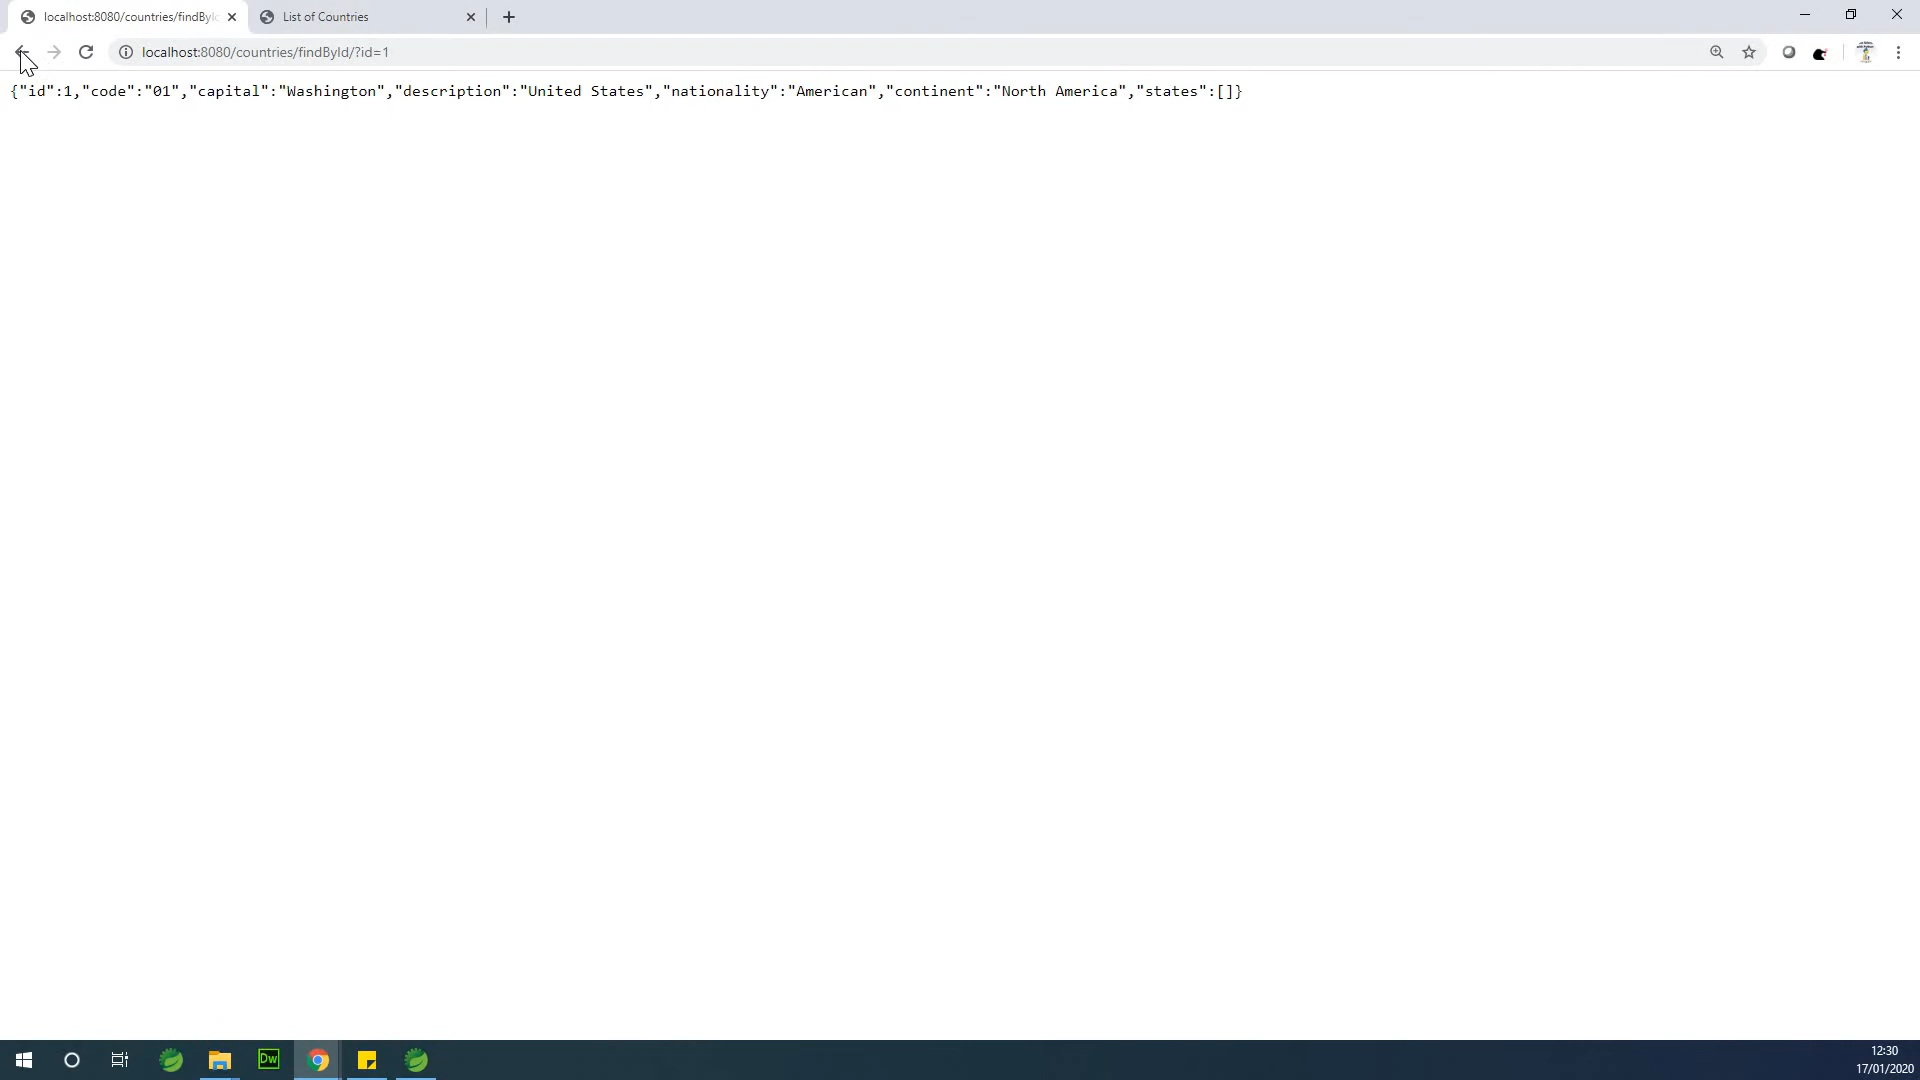 localhost:8080/countries/findById
List of Countries
localhost:8080/countries/findById/?id=1
{"id":1,"code":"01","capital":"Washington","description":"United States","nationality":"American","continent":"North America","states":[]}
Dw
12:30
17/01/2020